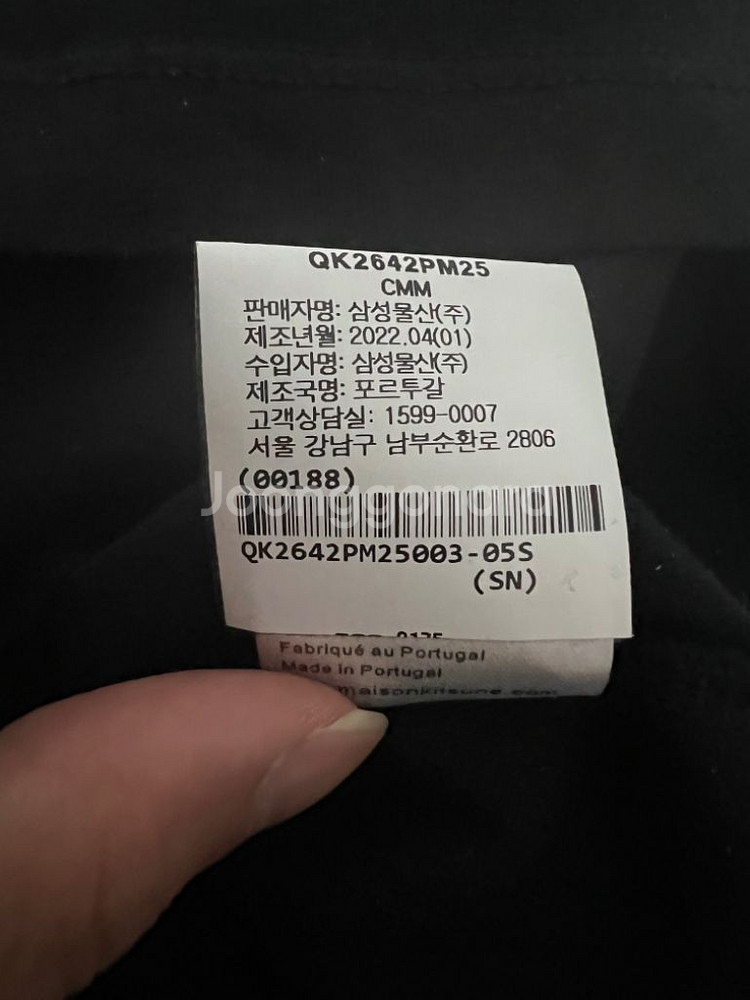 QK2642PM25
CMM
판매자명: 삼성물산(주)
제조년월: 2022.04(01)
수입자명: 삼성물산(주)
제조국명: 포르투갈
고객상담실: 1599-0007
서울 강남구 남부순환로 2806
(00188)
Joonggonara
QK2642PM25003-05S
(SN)
Fabriqué au Portugal
Made in Portugal
maisonkitsune.com